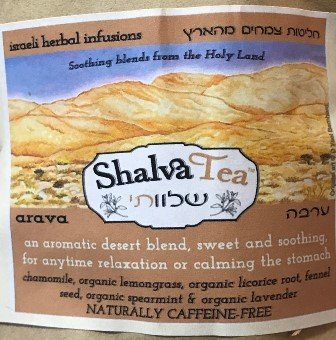 israeli herbal infusions
חליטות צמחים מהארץ
Soothing blends from the Holy Land
ShalvaTea™
שלוותי
arava
ערבה
an aromatic desert blend, sweet and soothing,
for anytime relaxation or calming the stomach
chamomile, organic lemongrass, organic licorice root, fennel
seed, organic spearmint & organic lavender
NATURALLY CAFFEINE-FREE